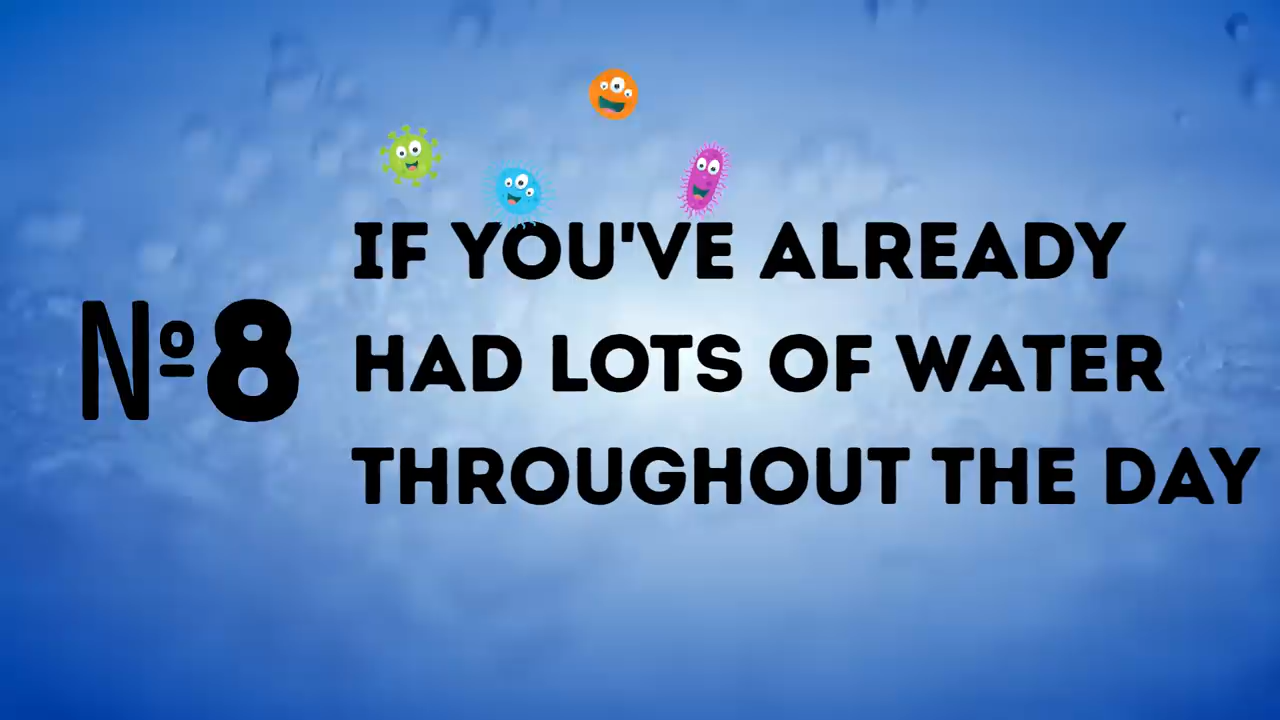 №8
IF YOU'VE ALREADY
HAD LOTS OF WATER
THROUGHOUT THE DAY